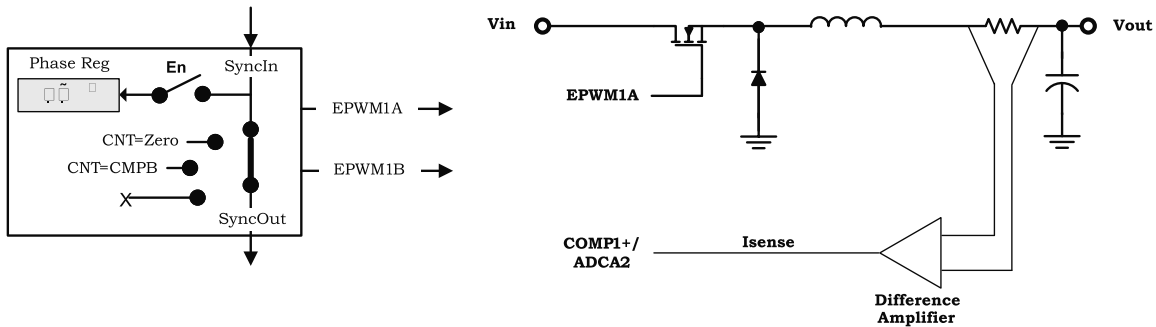 Phase Reg
En
SyncIn
EPWM1A
CNT=Zero
CNT=CMPB
EPWM1B
X
SyncOut
Vin
Vout
EPWM1A
COMP1+/
ADCA2
Isense
Difference
Amplifier